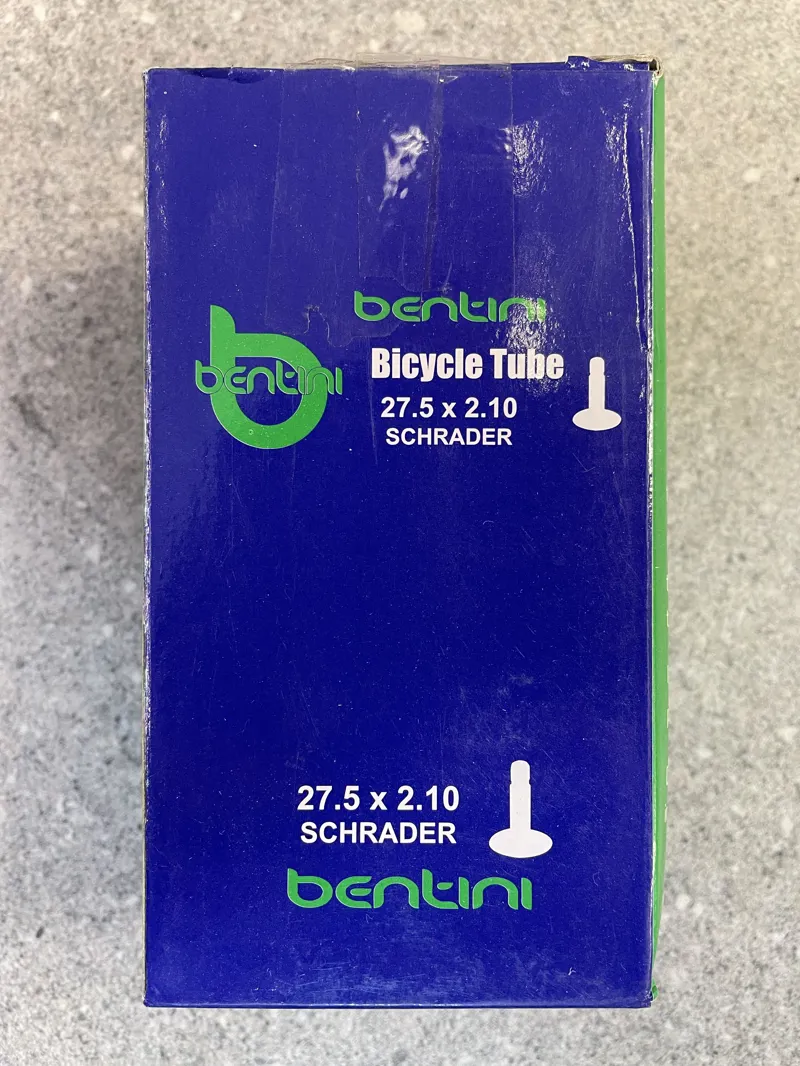 bentini
bentini
Bicycle Tube
27.5 x 2.10
SCHRADER
27.5 x 2.10
SCHRADER
bentini